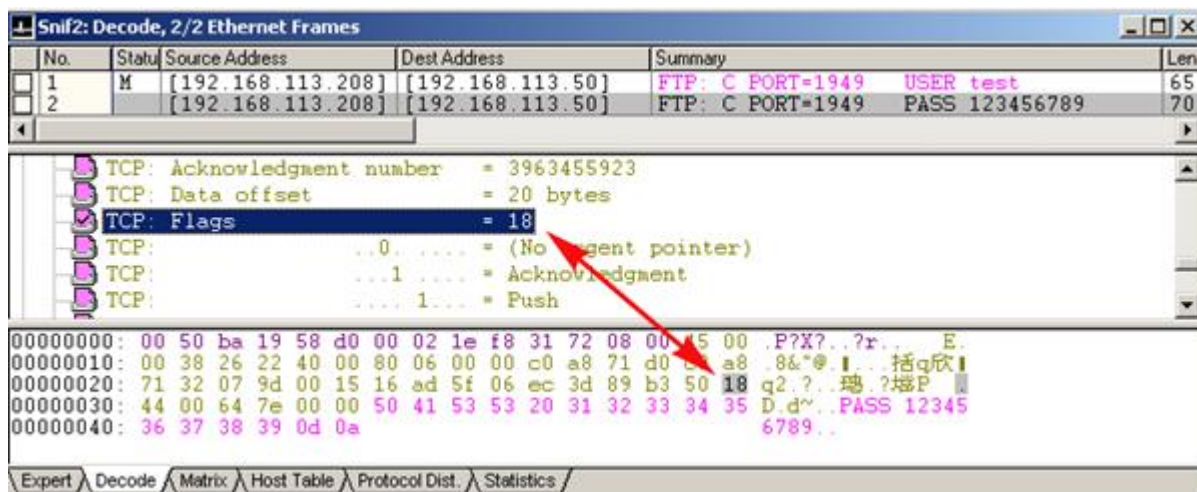 Snif2: Decode, 2/2 Ethernet Frames
No. Statu Source Address Dest Address Summary Len
1 M [192.168.113.208] [192.168.113.50] FTP: C PORT=1949 USER test 65
2 [192.168.113.208] [192.168.113.50] FTP: C PORT=1949 PASS 123456789 70
TCP: Acknowledgment number = 3963455923
TCP: Data offset = 20 bytes
TCP: Flags = 18
TCP: ..0. .... = (No urgent pointer)
TCP: ...1 .... = Acknowledgment
TCP: .... 1... = Push
00000000: 00 50 ba 19 58 d0 00 02 1e f8 31 72 08 00 45 00 .P?X?..?r... E.
00000010: 00 38 26 22 40 00 80 06 00 00 c0 a8 71 d0 c0 a8 .8&"@. ... 括q欣
00000020: 71 32 07 9d 00 15 16 ad 5f 06 ec 3d 89 b3 50 18 q2.?. .?墙P .
00000030: 44 00 64 7e 00 00 50 41 53 53 20 31 32 33 34 35 D.d~..PASS 12345
00000040: 36 37 38 39 0d 0a 6789..
Expert Decode Matrix Host Table Protocol Dist. Statistics